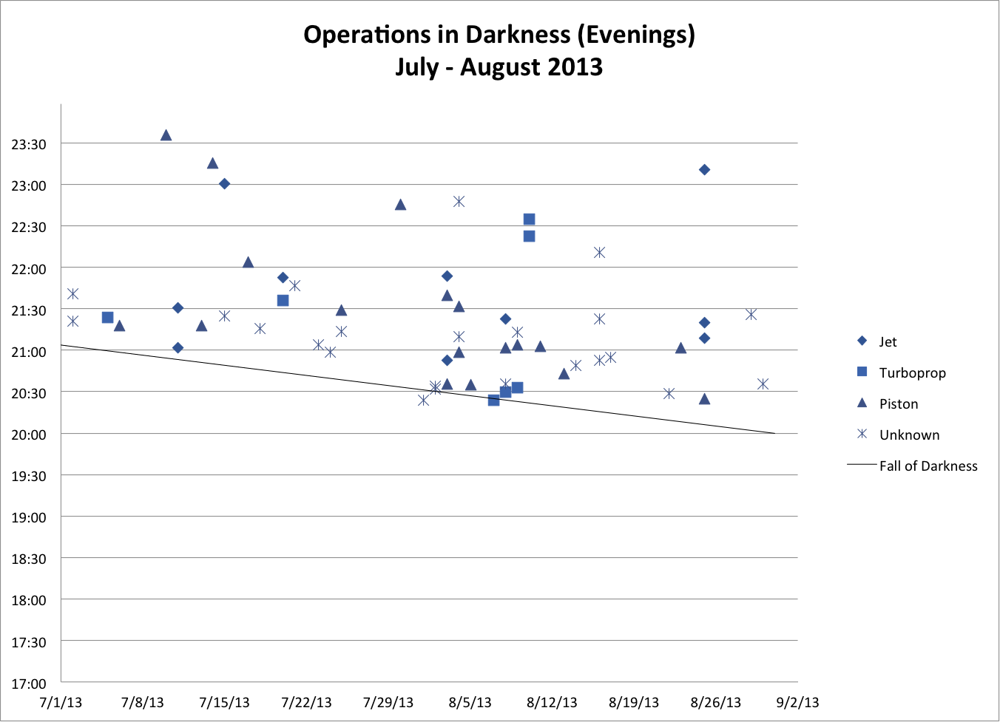 Operations in Darkness (Evenings)
July - August 2013
23:30
23:00
22:30
22:00
21:30
21:00
20:30
20:00
19:30
19:00
18:30
18:00
17:30
17:00
7/1/13 7/8/13 7/15/13 7/22/13 7/29/13 8/5/13 8/12/13 8/19/13 8/26/13 9/2/13
Jet
Turboprop
Piston
Unknown
Fall of Darkness